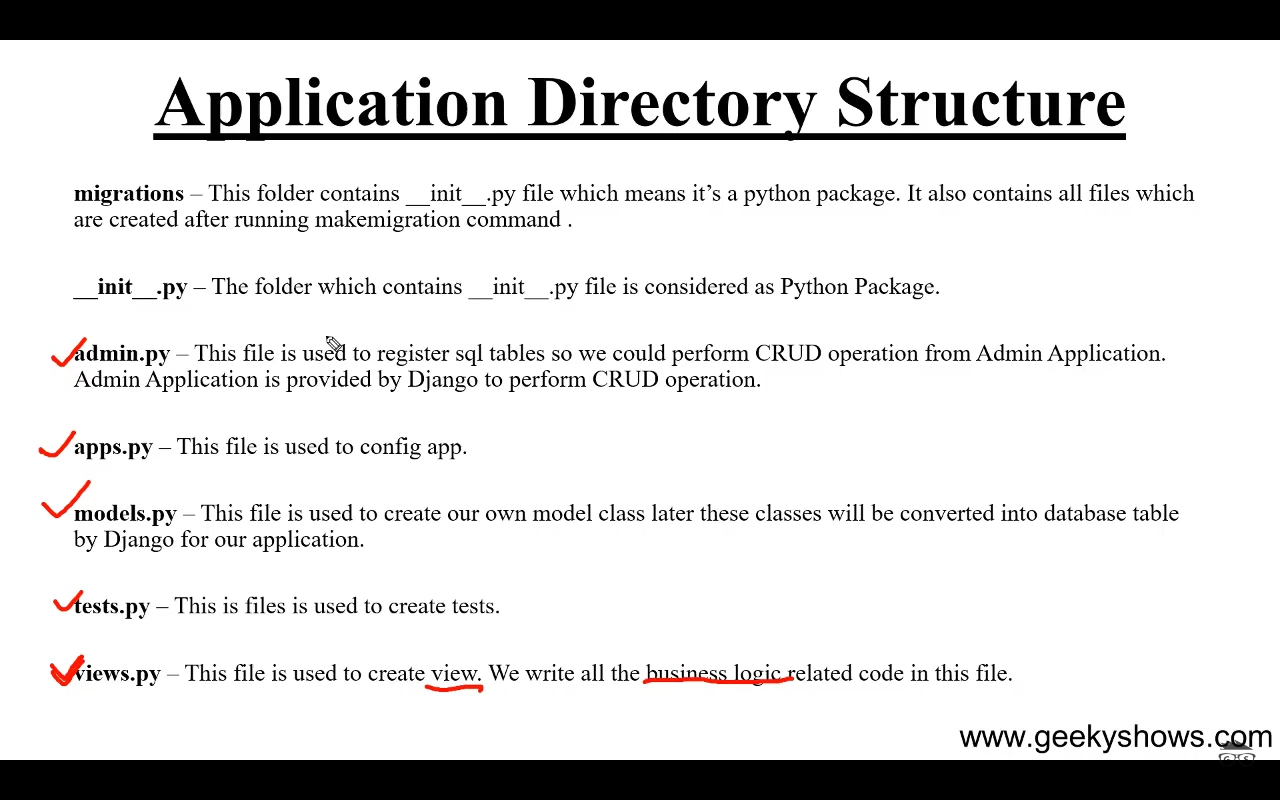 Application Directory Structure
migrations – This folder contains __init__.py file which means it’s a python package. It also contains all files which
are created after running makemigration command .
__init__.py – The folder which contains __init__.py file is considered as Python Package.
admin.py – This file is used to register sql tables so we could perform CRUD operation from Admin Application.
Admin Application is provided by Django to perform CRUD operation.
apps.py – This file is used to config app.
models.py – This file is used to create our own model class later these classes will be converted into database table
by Django for our application.
tests.py – This is files is used to create tests.
views.py – This file is used to create view. We write all the business logic related code in this file.
www.geekyshows.com